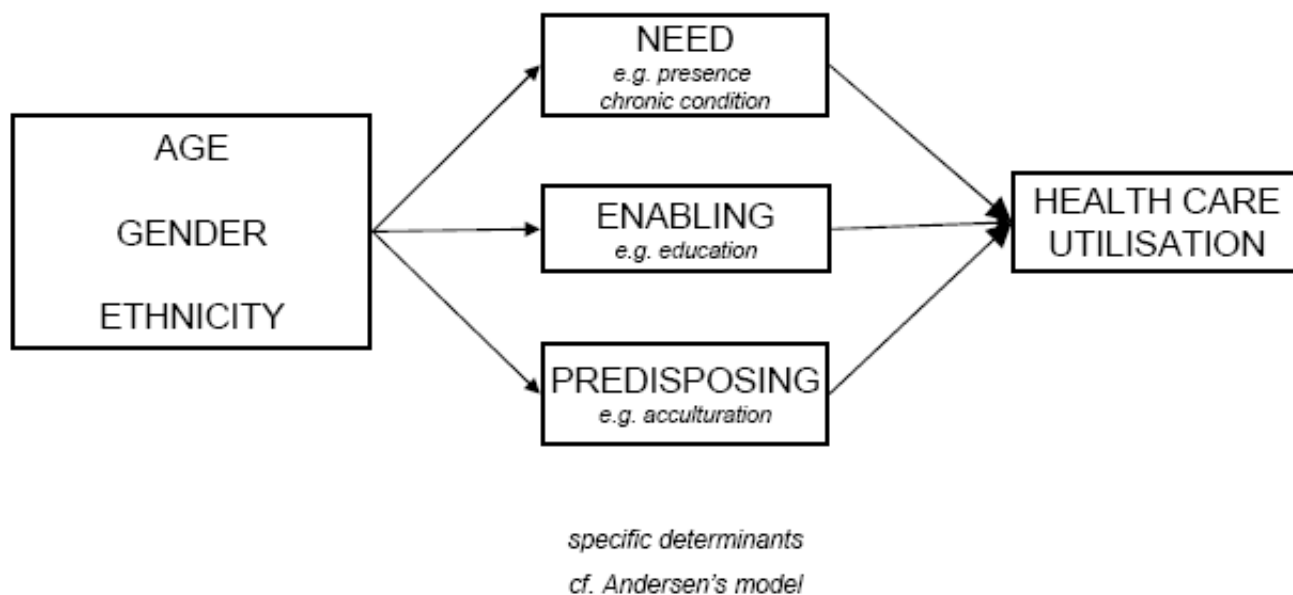 AGE
GENDER
ETHNICITY
NEED
e.g. presence
chronic condition
ENABLING
e.g. education
PREDISPOSING
e.g. acculturation
HEALTH CARE
UTILISATION
specific determinants
cf. Andersen's model